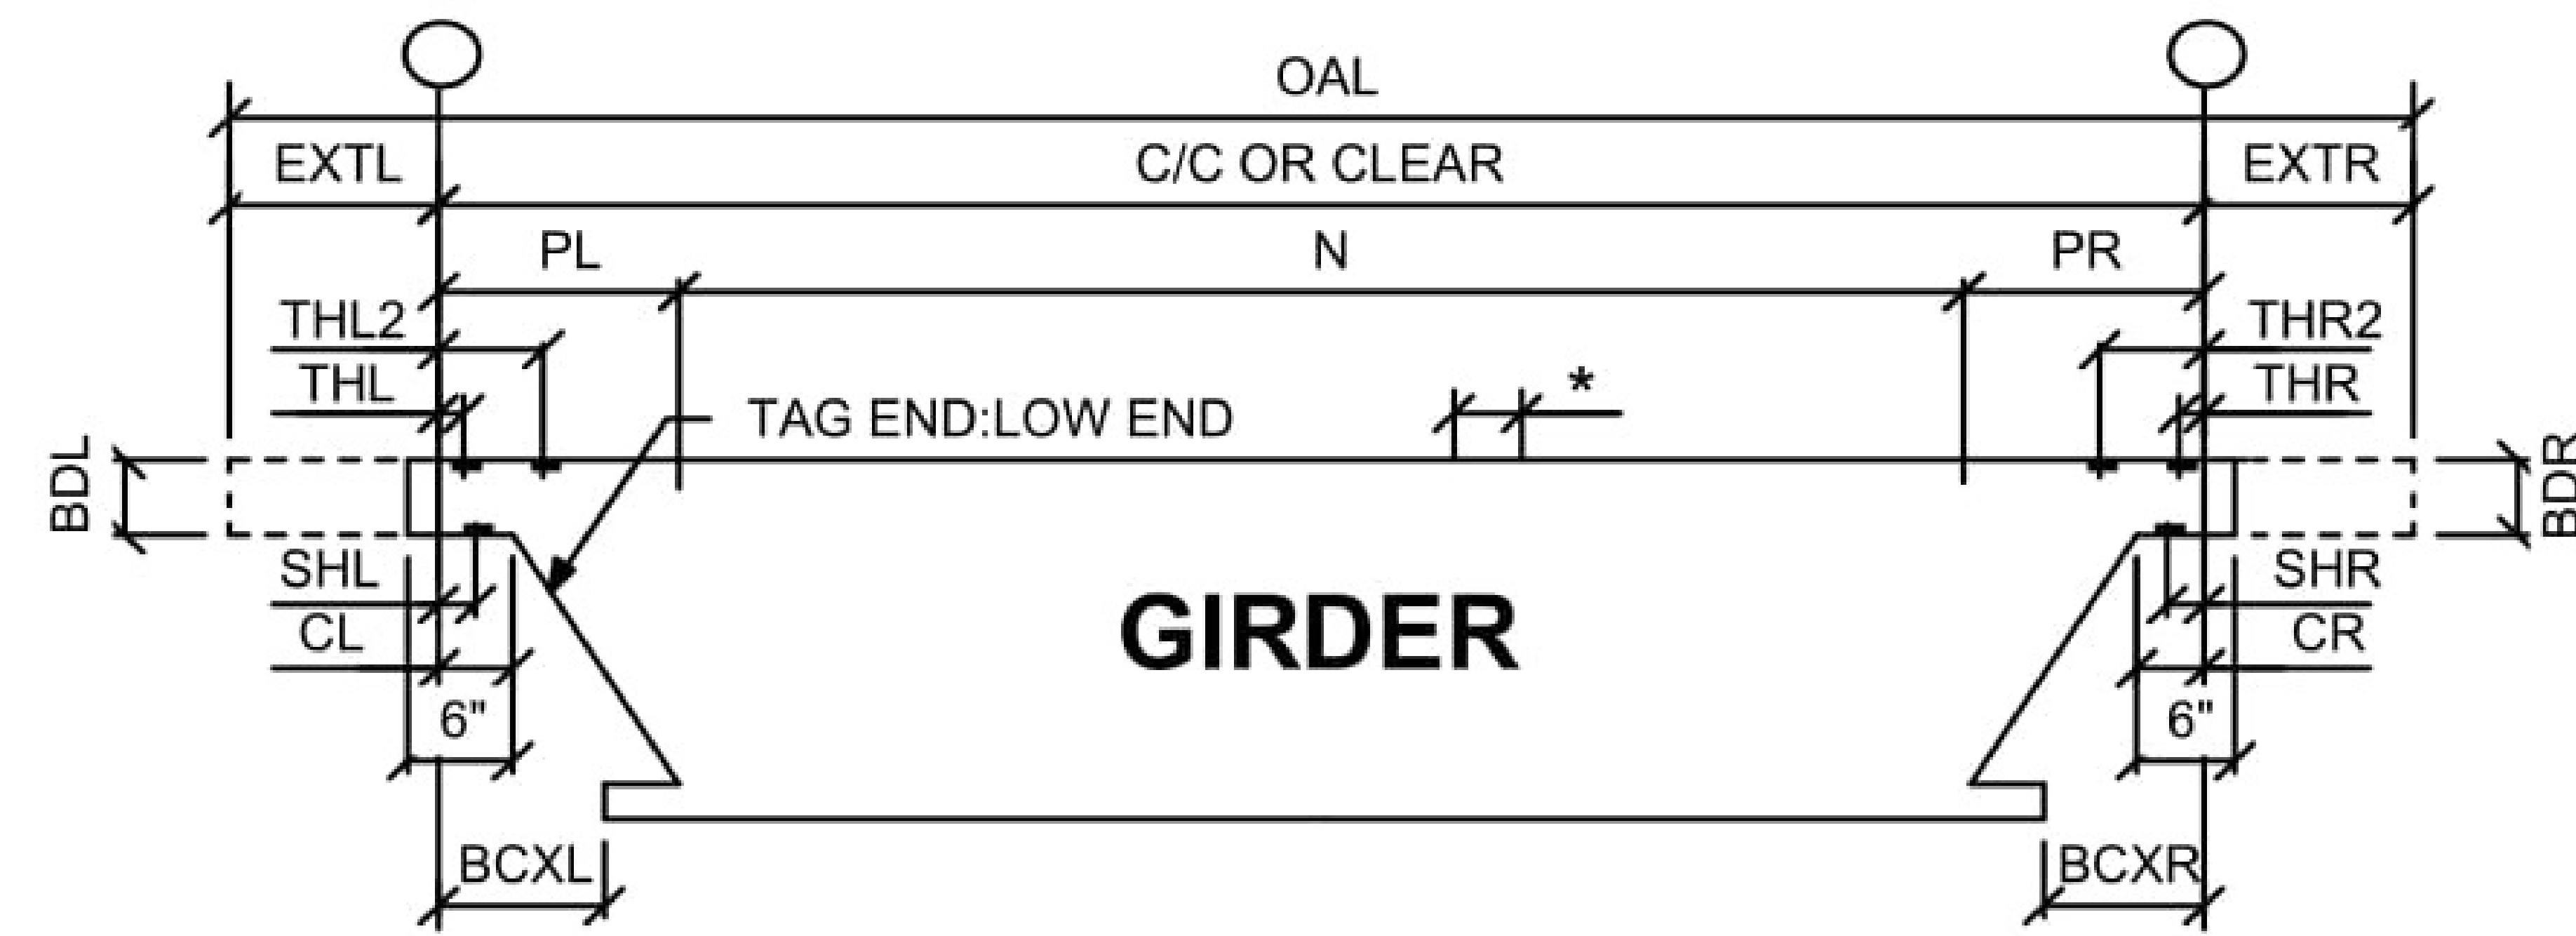 OAL
EXTL C/C OR CLEAR EXTR
PL N PR
THL2 THR2
THL * THR
TAG END:LOW END
BDL BDR
SHL SHR
GIRDER
CL CR
6" 6"
BCXL BCXR